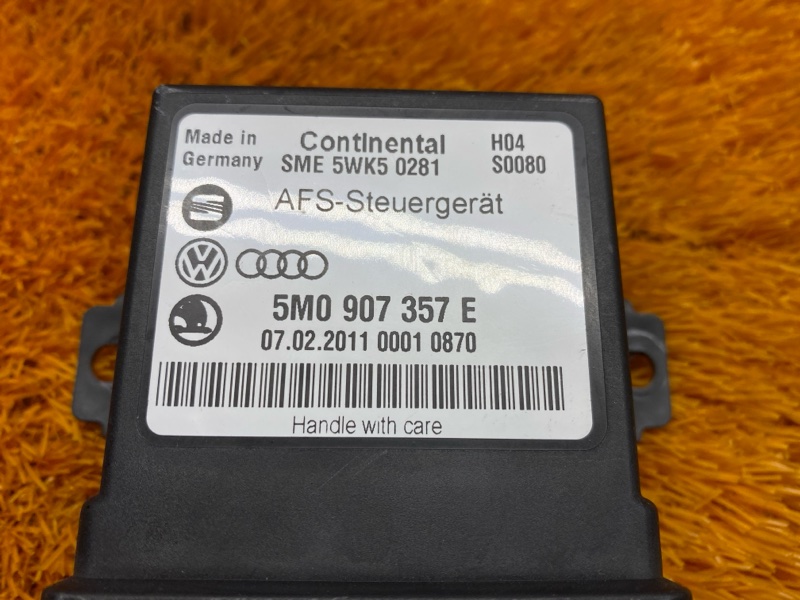 Made in Continental H04
Germany SME 5WK5 0281 S0080
AFS-Steuergerät
5M0 907 357 E
07.02.2011 0001 0870
Handle with care